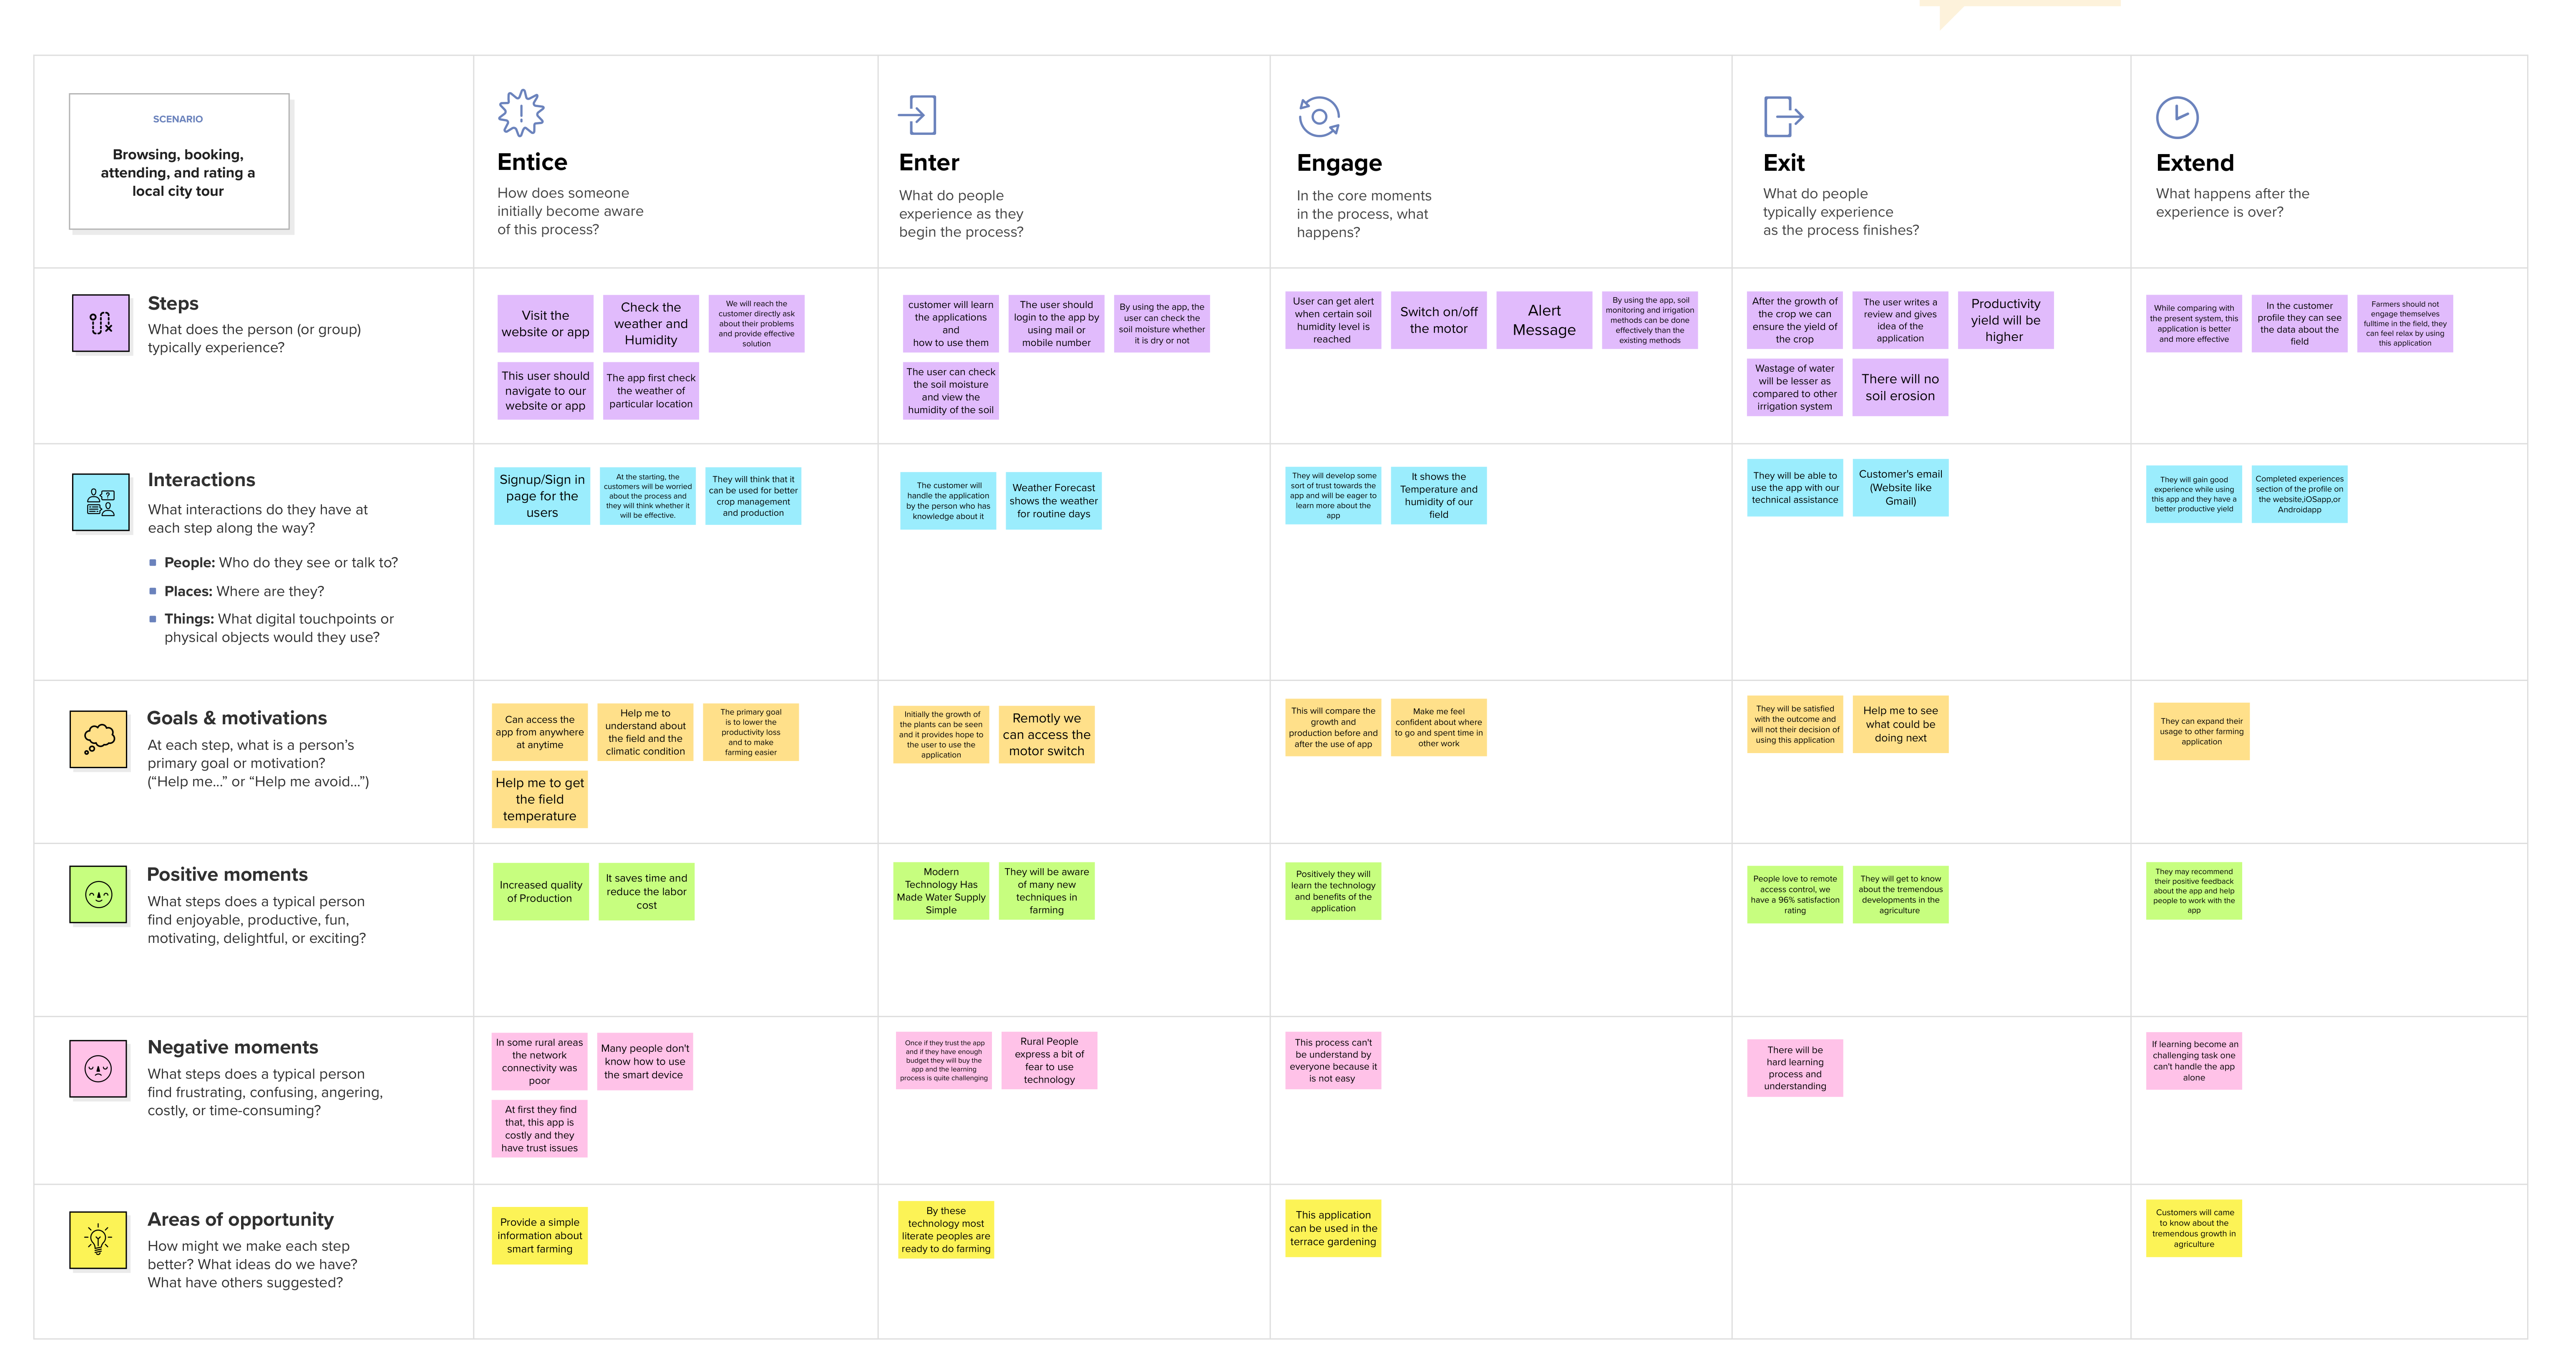 SCENARIO
Browsing, booking,
attending, and rating a
local city tour
Entice
How does someone
initially become aware
of this process?
Enter
What do people
experience as they
begin the process?
Engage
In the core moments
in the process, what
happens?
Exit
What do people
typically experience
as the process finishes?
Extend
What happens after the
experience is over?
Steps
What does the person (or group)
typically experience?
Visit the
website or app
Check the
weather and
Humidity
We will reach the
customer directly ask
about their problems
and provide effective
solution
This user should
navigate to our
website or app
The app first check
the weather of
particular location
customer will learn
the applications
and
how to use them
The user should
login to the app by
using mail or
mobile number
By using the app, the
user can check the
soil moisture whether
it is dry or not
The user can check
the soil moisture
and view the
humidity of the soil
User can get alert
when certain soil
humidity level is
reached
Switch on/off
the motor
Alert
Message
By using the app, soil
monitoring and irrigation
methods can be done
effectively than the
existing methods
After the growth of
the crop we can
ensure the yield of
the crop
The user writes a
review and gives
idea of the
application
Productivity
yield will be
higher
Wastage of water
will be lesser as
compared to other
irrigation system
There will no
soil erosion
While comparing with
the present system, this
application is better
and more effective
In the customer
profile they can see
the data about the
field
Farmers should not
engage themselves
fulltime in the field, they
can feel relax by using
this application
Interactions
What interactions do they have at
each step along the way?
People: Who do they see or talk to?
Places: Where are they?
Things: What digital touchpoints or
physical objects would they use?
Signup/Sign in
page for the
users
At the starting, the
customers will be worried
about the process and
they will think whether it
will be effective.
They will think that it
can be used for better
crop management
and production
The customer will
handle the application
by the person who has
knowledge about it
Weather Forecast
shows the weather
for routine days
They will develop some
sort of trust towards the
app and will be eager to
learn more about the
app
It shows the
Temperature and
humidity of our
field
They will be able to
use the app with our
technical assistance
Customer's email
(Website like
Gmail)
They will gain good
experience while using
this app and they have a
better productive yield
Completed experiences
section of the profile on
the website,iOSapp,or
Androidapp
Goals & motivations
At each step, what is a person's
primary goal or motivation?
("Help me..." or "Help me avoid...")
Can access the
app from anywhere
at anytime
Help me to
understand about
the field and the
climatic condition
The primary goal
is to lower the
productivity loss
and to make
farming easier
Help me to get
the field
temperature
Initially the growth of
the plants can be seen
and it provides hope to
the user to use the
application
Remotly we
can access the
motor switch
This will compare the
growth and
production before and
after the use of app
Make me feel
confident about where
to go and spent time in
other work
They will be satisfied
with the outcome and
will not their decision of
using this application
Help me to see
what could be
doing next
They can expand their
usage to other farming
application
Positive moments
What steps does a typical person
find enjoyable, productive, fun,
motivating, delightful, or exciting?
Increased quality
of Production
It saves time and
reduce the labor
cost
Modern
Technology Has
Made Water Supply
Simple
They will be aware
of many new
techniques in
farming
Positively they will
learn the technology
and benefits of the
application
People love to remote
access control, we
have a 96% satisfaction
rating
They will get to know
about the tremendous
developments in the
agriculture
They may recommend
their positive feedback
about the app and help
people to work with the
app
Negative moments
What steps does a typical person
find frustrating, confusing, angering,
costly, or time-consuming?
In some rural areas
the network
connectivity was
poor
Many people don't
know how to use
the smart device
At first they find
that, this app is
costly and they
have trust issues
Once if they trust the app
and if they have enough
budget they will buy the
app and the learning
process is quite challenging
Rural People
express a bit of
fear to use
technology
This process can't
be understand by
everyone because it
is not easy
There will be
hard learning
process and
understanding
If learning become an
challenging task one
can't handle the app
alone
Areas of opportunity
How might we make each step
better? What ideas do we have?
What have others suggested?
Provide a simple
information about
smart farming
By these
technology most
literate peoples are
ready to do farming
This application
can be used in the
terrace gardening
Customers will came
to know about the
tremendous growth in
agriculture